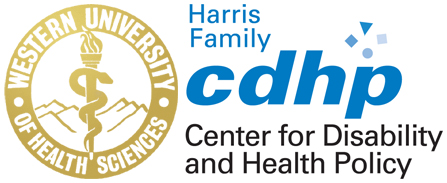 WESTERN UNIVERSITY
OF HEALTH SCIENCES
Harris
Family
cdhp
Center for Disability
and Health Policy